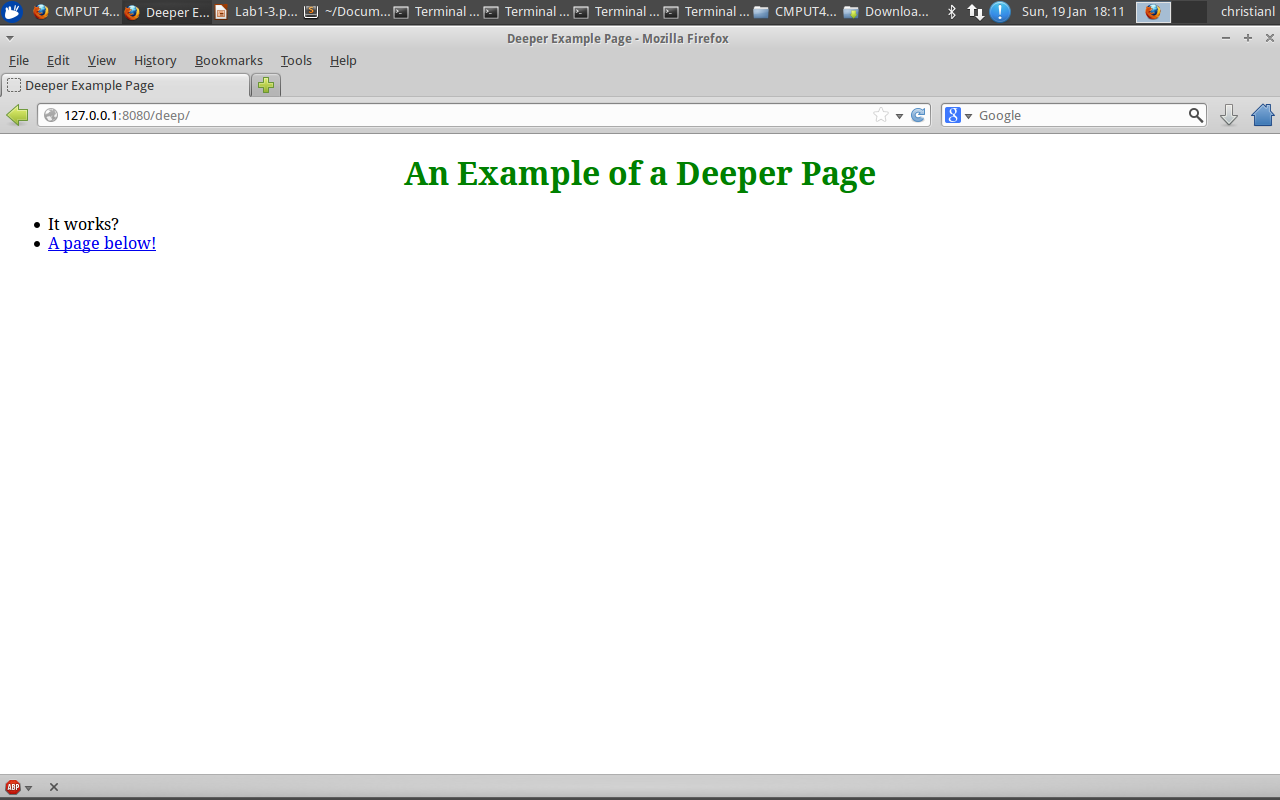 CMPUT 4... Deeper E... Lab1-3.p... ~/Docum... Terminal ... Terminal ... Terminal ... Terminal ... CMPUT4... Downloa... Sun, 19 Jan 18:11 christianl
Deeper Example Page - Mozilla Firefox
File Edit View History Bookmarks Tools Help
Deeper Example Page
127.0.0.1:8080/deep/ 8 Google
An Example of a Deeper Page
• It works?
• A page below!
ABP